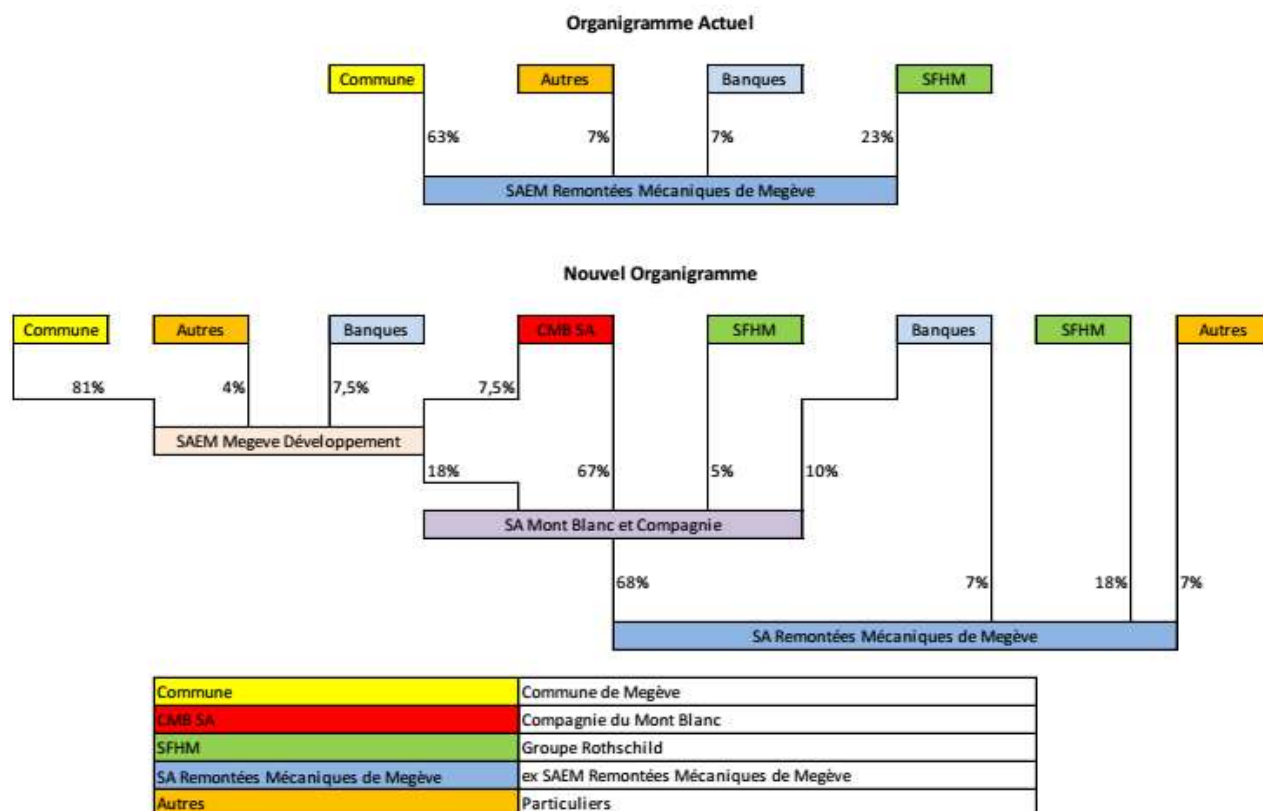 Organigramme Actuel
Commune Autres Banques SFHM
63% 7% 7% 23%
SAEM Remontées Mécaniques de Megève
Nouvel Organigramme
Commune Autres Banques CMB SA SFHM Banques SFHM Autres
81% 4% 7,5% 7,5%
SAEM Megeve Développement
18% 67% 5% 10%
SA Mont Blanc et Compagnie
68% 7% 18% 7%
SA Remontées Mécaniques de Megève
Commune Commune de Megève
CMB SA Compagnie du Mont Blanc
SFHM Groupe Rothschild
SA Remontées Mécaniques de Megève ex SAEM Remontées Mécaniques de Megève
Autres Particuliers